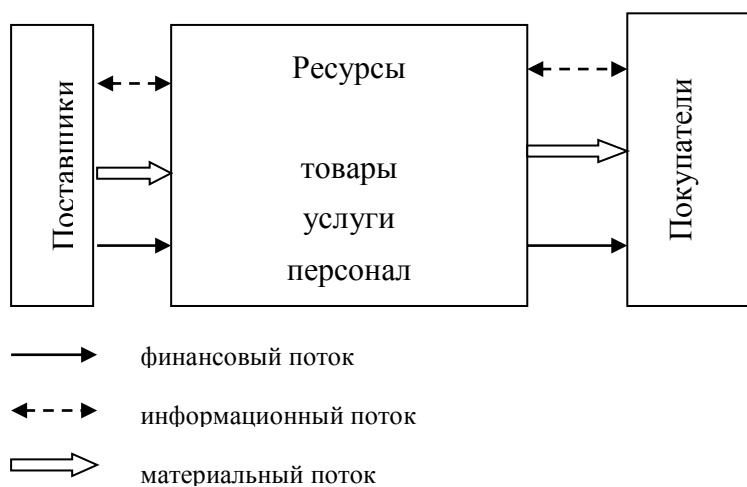 Поставщики
Ресурсы
товары
услуги
персонал
Покупатели
финансовый поток
информационный поток
материальный поток